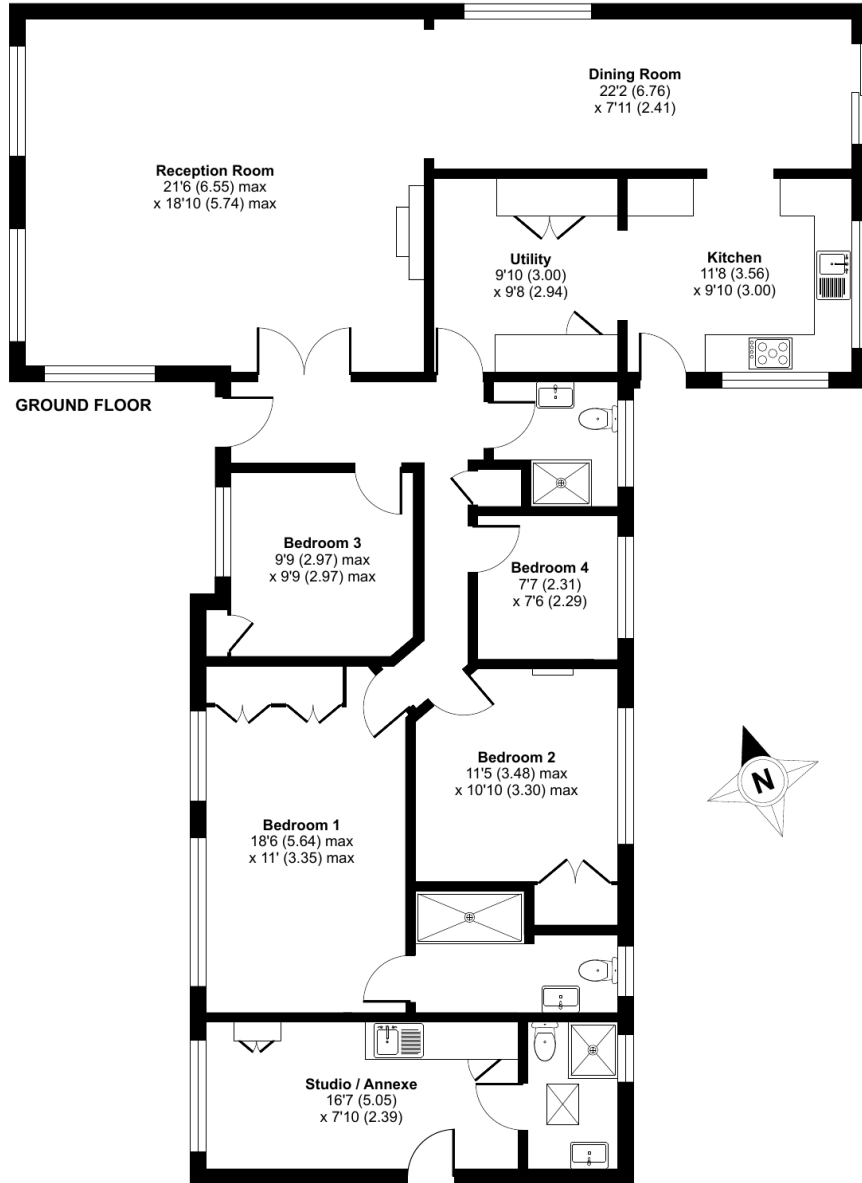 Dining Room
22'2 (6.76)
x 7'11 (2.41)
Reception Room
21'6 (6.55) max
x 18'10 (5.74) max
Utility
9'10 (3.00)
x 9'8 (2.94)
Kitchen
11'8 (3.56)
x 9'10 (3.00)
GROUND FLOOR
Bedroom 3
9'9 (2.97) max
x 9'9 (2.97) max
Bedroom 4
7'7 (2.31)
x 7'6 (2.29)
Bedroom 2
11'5 (3.48) max
x 10'10 (3.30) max
N
Bedroom 1
18'6 (5.64) max
x 11' (3.35) max
Studio / Annexe
16'7 (5.05)
x 7'10 (2.39)